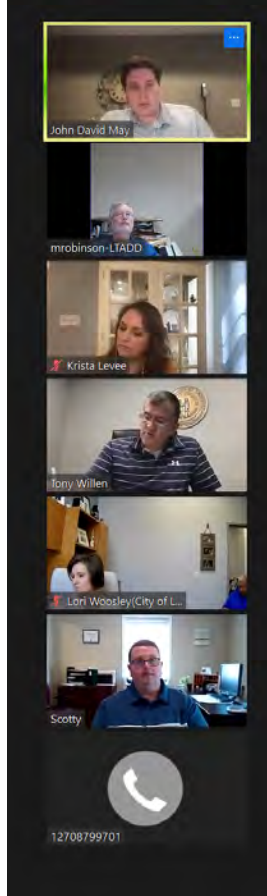 John David May
mrobinson-LTADD
Krista Levee
Tony Willen
Lori Woosley(City of L...
Scotty
12708799701